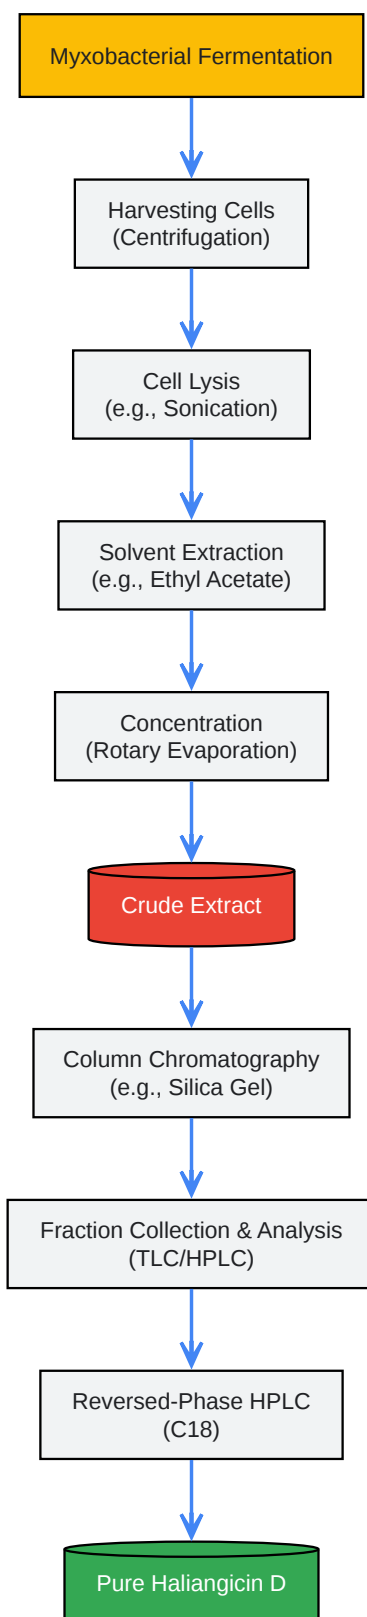 Myxobacterial Fermentation
Harvesting Cells
(Centrifugation)
Cell Lysis
(e.g., Sonication)
Solvent Extraction
(e.g., Ethyl Acetate)
Concentration
(Rotary Evaporation)
Crude Extract
Column Chromatography
(e.g., Silica Gel)
Fraction Collection & Analysis
(TLC/HPLC)
Reversed-Phase HPLC
(C18)
Pure Haliangicin D